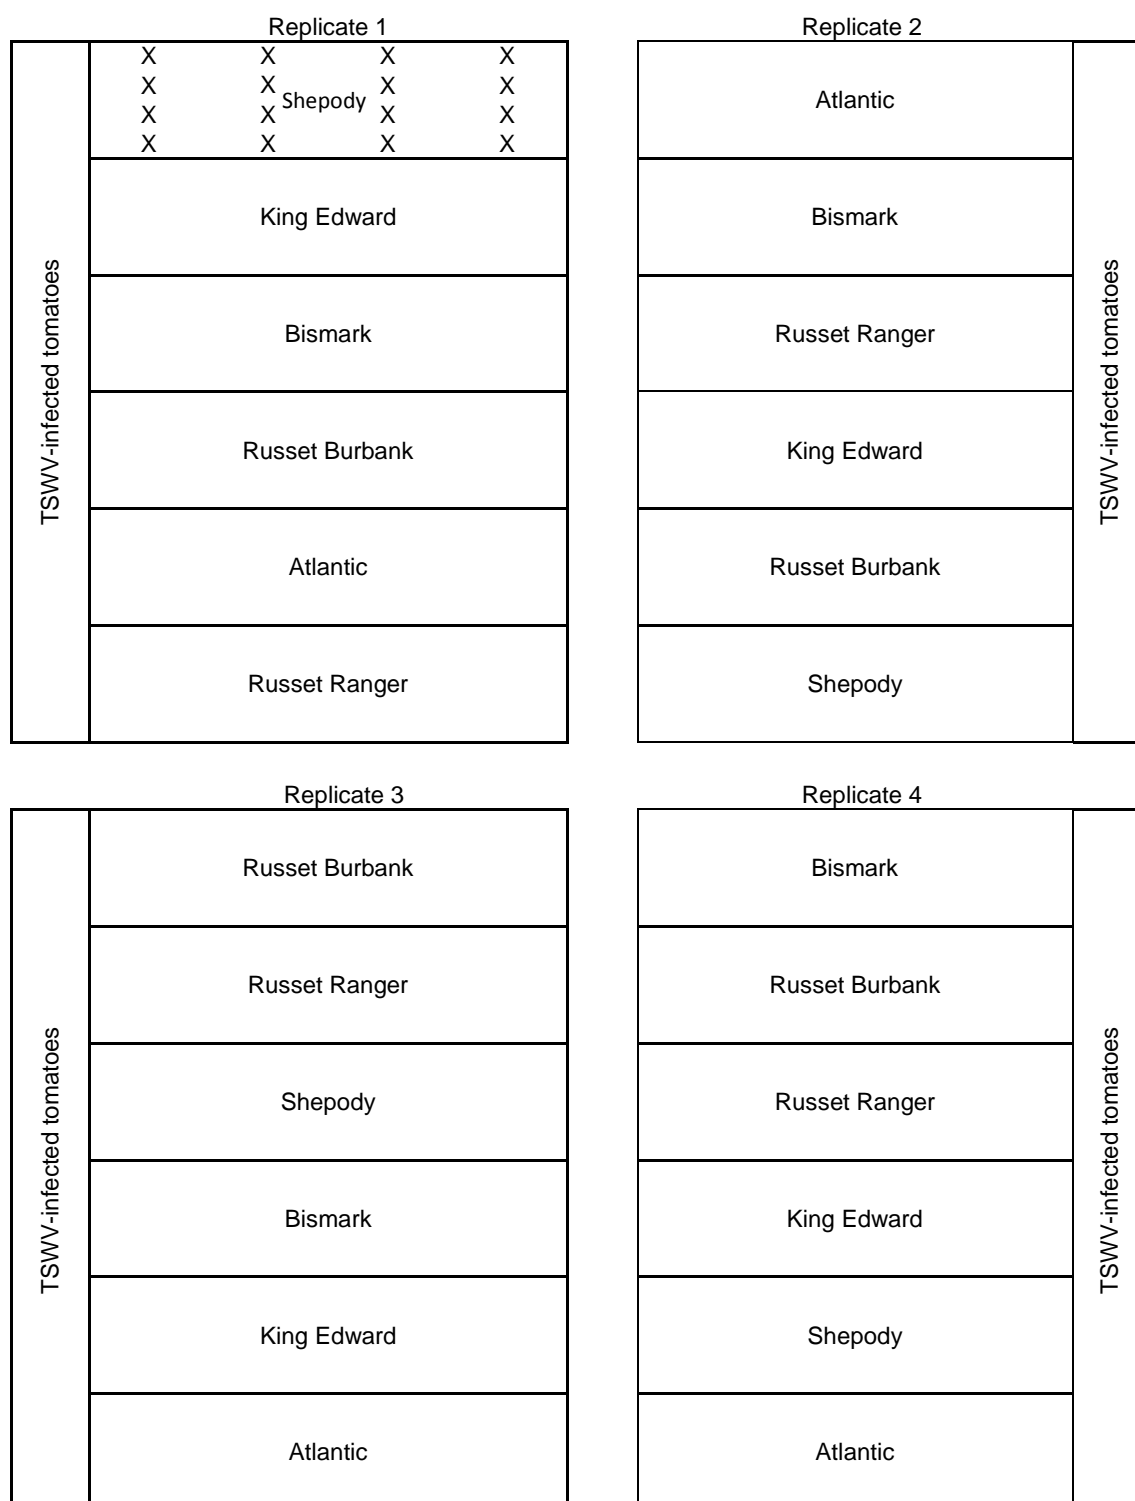 Replicate 1
TSWV-infected tomatoes
X X X X
X X X X
Shepody
X X X X
X X X X
King Edward
Bismark
Russet Burbank
Atlantic
Russet Ranger
Replicate 2
Atlantic
Bismark
Russet Ranger
King Edward
Russet Burbank
Shepody
TSWV-infected tomatoes
Replicate 3
TSWV-infected tomatoes
Russet Burbank
Russet Ranger
Shepody
Bismark
King Edward
Atlantic
Replicate 4
Bismark
Russet Burbank
Russet Ranger
King Edward
Shepody
Atlantic
TSWV-infected tomatoes